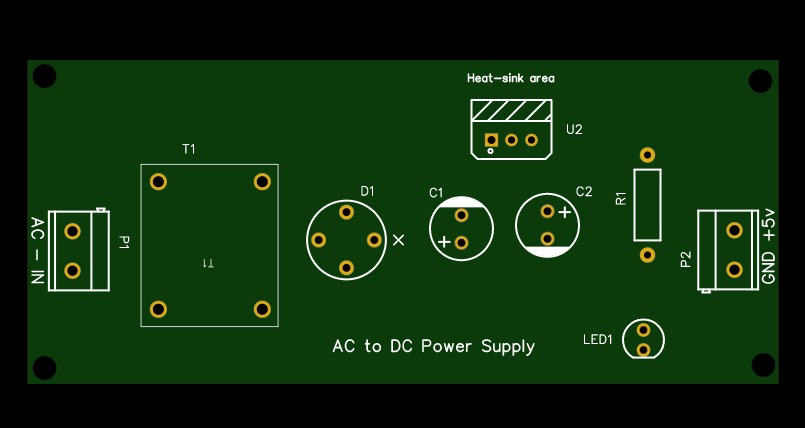 Heat-sink area
U2
T1
D1
C1
C2
R1
AC - IN
P1
T1
+
+
×
P2
GND +5v
LED1
AC to DC Power Supply